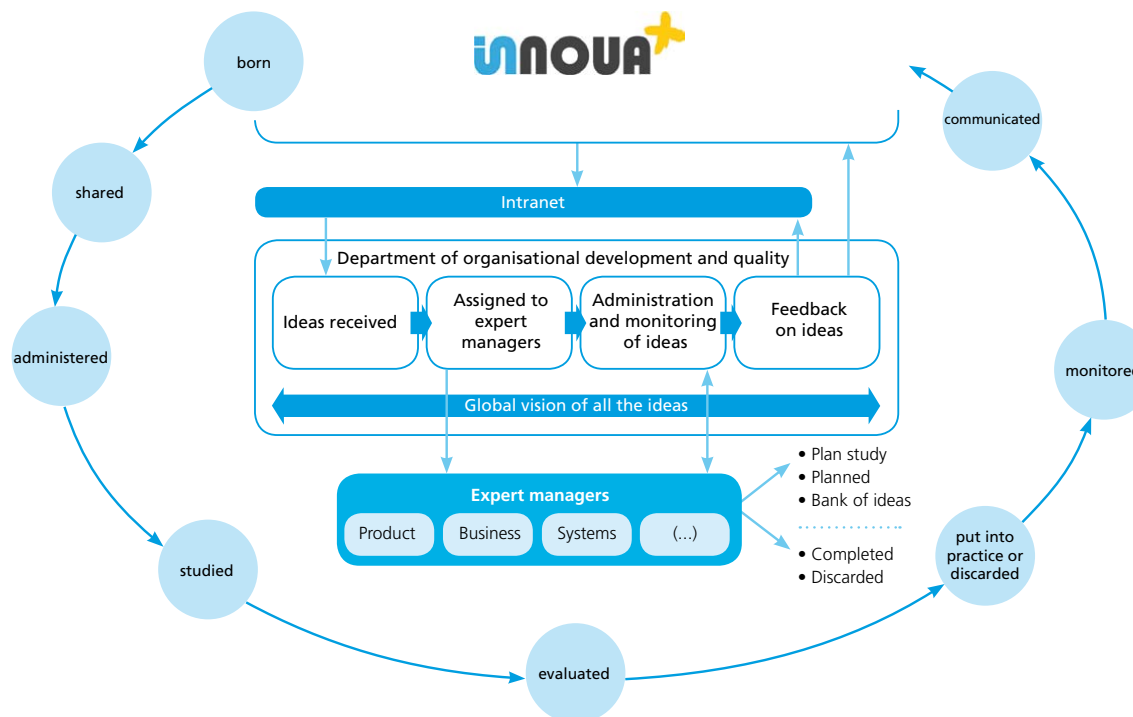 born
shared
administered
studied
evaluated
put into
practice or
discarded
monitored
communicated
innoua+
Intranet
Department of organisational development and quality
Ideas received
Assigned to
expert
managers
Administration
and monitoring
of ideas
Feedback
on ideas
Global vision of all the ideas
Expert managers
Product
Business
Systems
(...)
• Plan study
• Planned
• Bank of ideas
• Completed
• Discarded